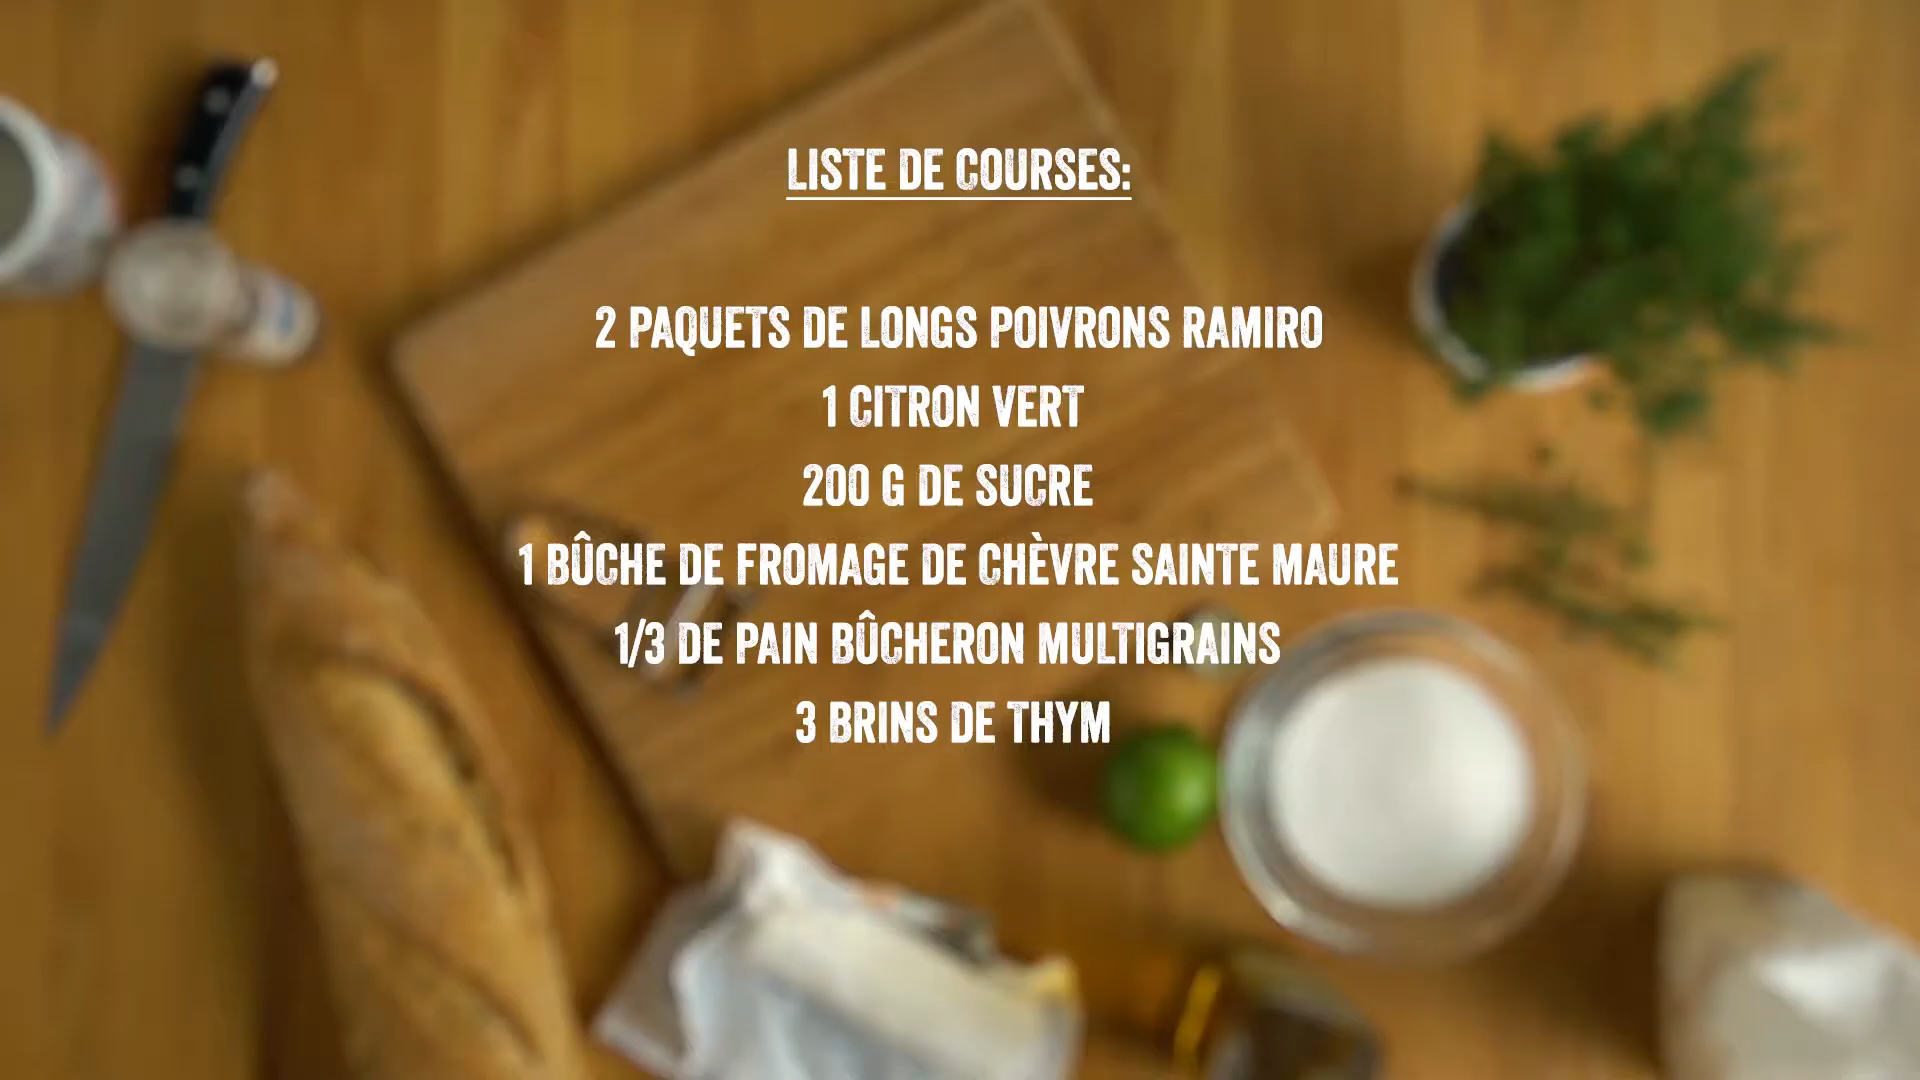 LISTE DE COURSES:
2 PAQUETS DE LONGS POIVRONS RAMIRO
1 CITRON VERT
200 G DE SUCRE
1 BÛCHE DE FROMAGE DE CHÈVRE SAINTE MAURE
1/3 DE PAIN BÛCHERON MULTIGRAINS
3 BRINS DE THYM